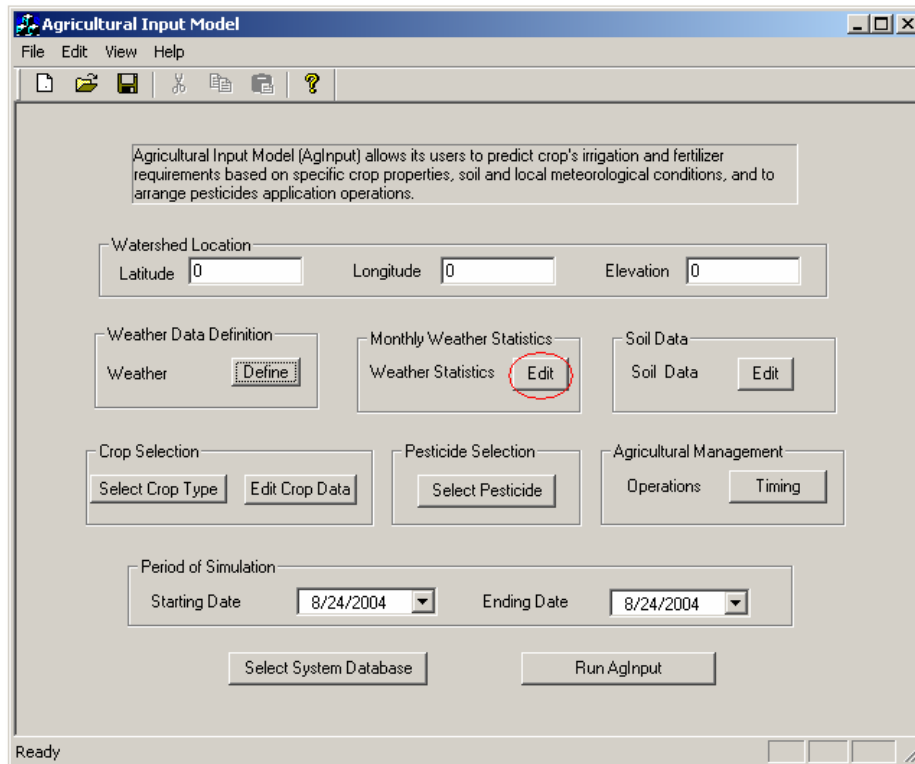 Agricultural Input Model
File Edit View Help
Agricultural Input Model (AgInput) allows its users to predict crop's irrigation and fertilizer
requirements based on specific crop properties, soil and local meteorological conditions, and to
arrange pesticides application operations.
Watershed Location
Latitude 0 Longitude 0 Elevation 0
Weather Data Definition Monthly Weather Statistics Soil Data
Weather Define Weather Statistics Edit Soil Data Edit
Crop Selection Pesticide Selection Agricultural Management
Select Crop Type Edit Crop Data Select Pesticide Operations Timing
Period of Simulation
Starting Date 8/24/2004 Ending Date 8/24/2004
Select System Database Run AgInput
Ready